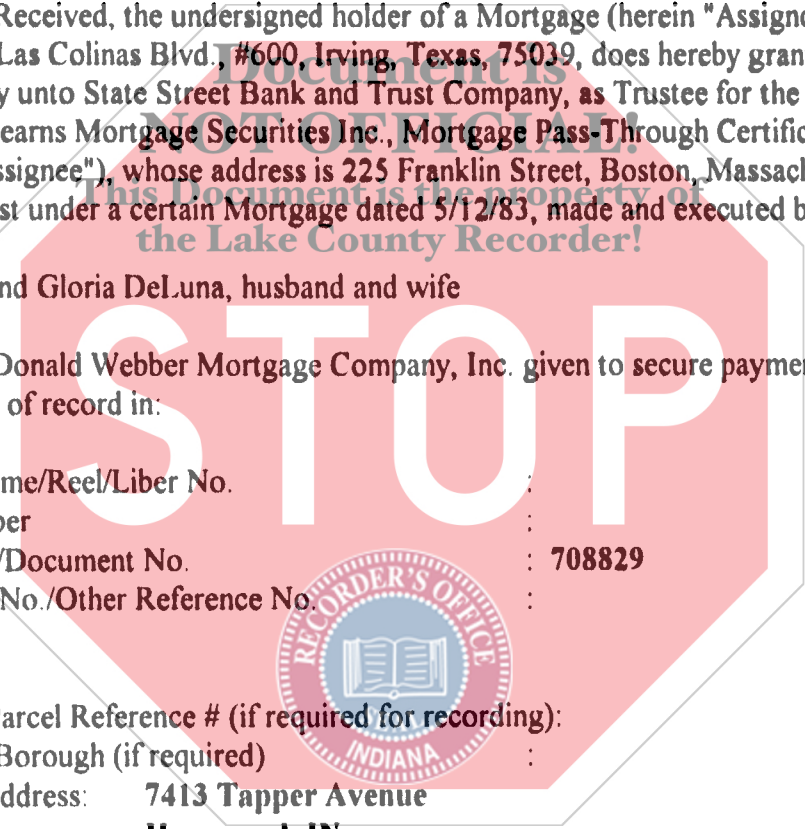 Received, the undersigned holder of a Mortgage (herein "Assigno
Las Colinas Blvd., #600, Irving, Texas, 75039, does hereby gran
Document is
y unto State Street Bank and Trust Company, as Trustee for the
NOT OFFICIAL!
earns Mortgage Securities Inc., Mortgage Pass-Through Certific
ssignee"), whose address is 225 Franklin Street, Boston, Massacl
This Document is the property of
st under a certain Mortgage dated 5/12/83, made and executed b
the Lake County Recorder!
nd Gloria DeLuna, husband and wife
STOP
Donald Webber Mortgage Company, Inc. given to secure paymen
of record in:
me/Reel/Liber No. :
ber :
/Document No. : 708829
No./Other Reference No. :
RECORDER'S OFFICE
INDIANA
arcel Reference # (if required for recording):
Borough (if required) :
ddress: 7413 Tapper Avenue